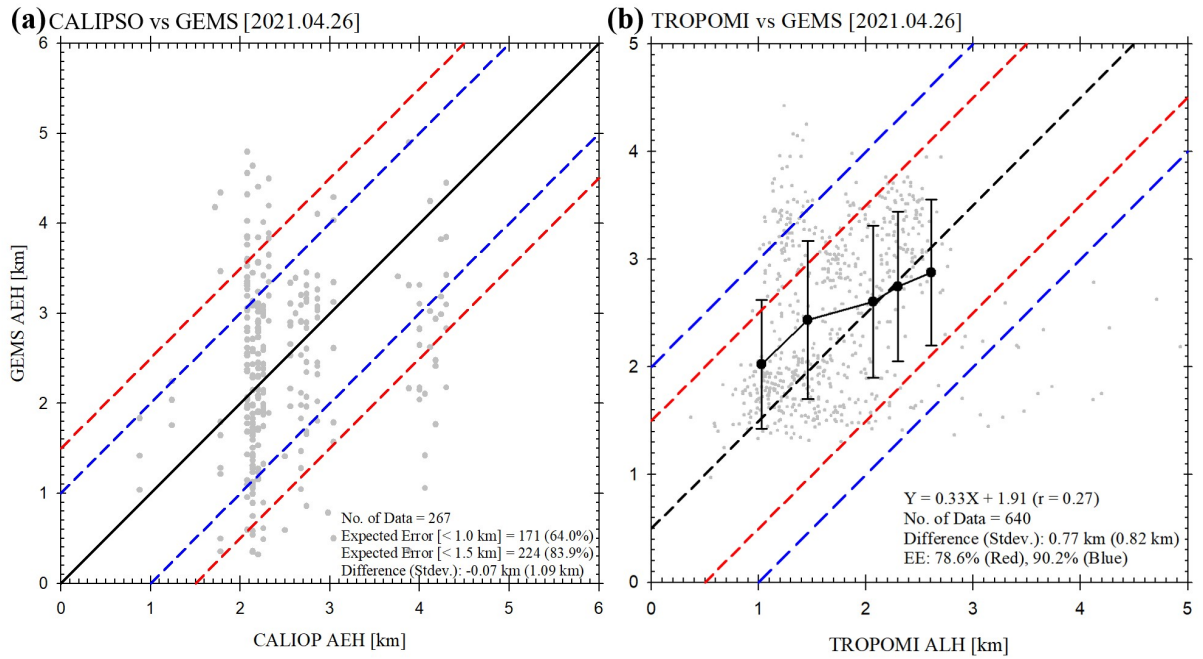 (a) CALIPSO vs GEMS [2021.04.26]
6
5
4
3
2
1
0
GEMS AEH [km]
No. of Data = 267
Expected Error [< 1.0 km] = 171 (64.0%)
Expected Error [< 1.5 km] = 224 (83.9%)
Difference (Stdev.): -0.07 km (1.09 km)
0 1 2 3 4 5 6
CALIOP AEH [km]
(b) TROPOMI vs GEMS [2021.04.26]
5
4
3
2
1
0
Y = 0.33X + 1.91 (r = 0.27)
No. of Data = 640
Difference (Stdev.): 0.77 km (0.82 km)
EE: 78.6% (Red), 90.2% (Blue)
0 1 2 3 4 5
TROPOMI ALH [km]